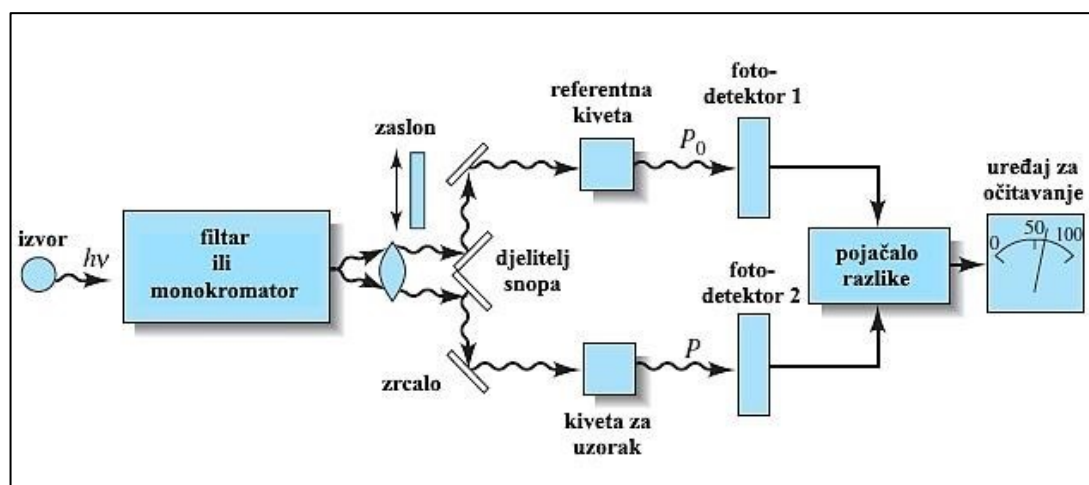 izvor
hν
filtar
ili
monokromator
zaslon
djelitelj
snopa
zrcalo
referentna
kiveta
P0
foto-
detektor 1
kiveta za
uzorak
P
foto-
detektor 2
pojačalo
razlike
uređaj za
očitavanje
0 50 100